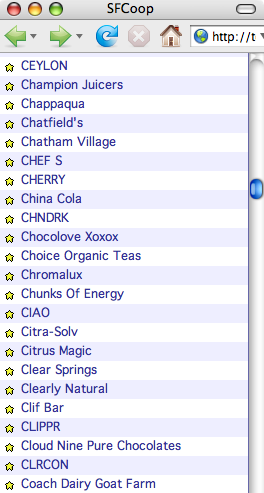 SFCoop
http://t
CEYLON
Champion Juicers
Chappaqua
Chatfield's
Chatham Village
CHEF S
CHERRY
China Cola
CHNDRK
Chocolove Xoxox
Choice Organic Teas
Chromalux
Chunks Of Energy
CIAO
Citra-Solv
Citrus Magic
Clear Springs
Clearly Natural
Clif Bar
CLIPPR
Cloud Nine Pure Chocolates
CLRCON
Coach Dairy Goat Farm